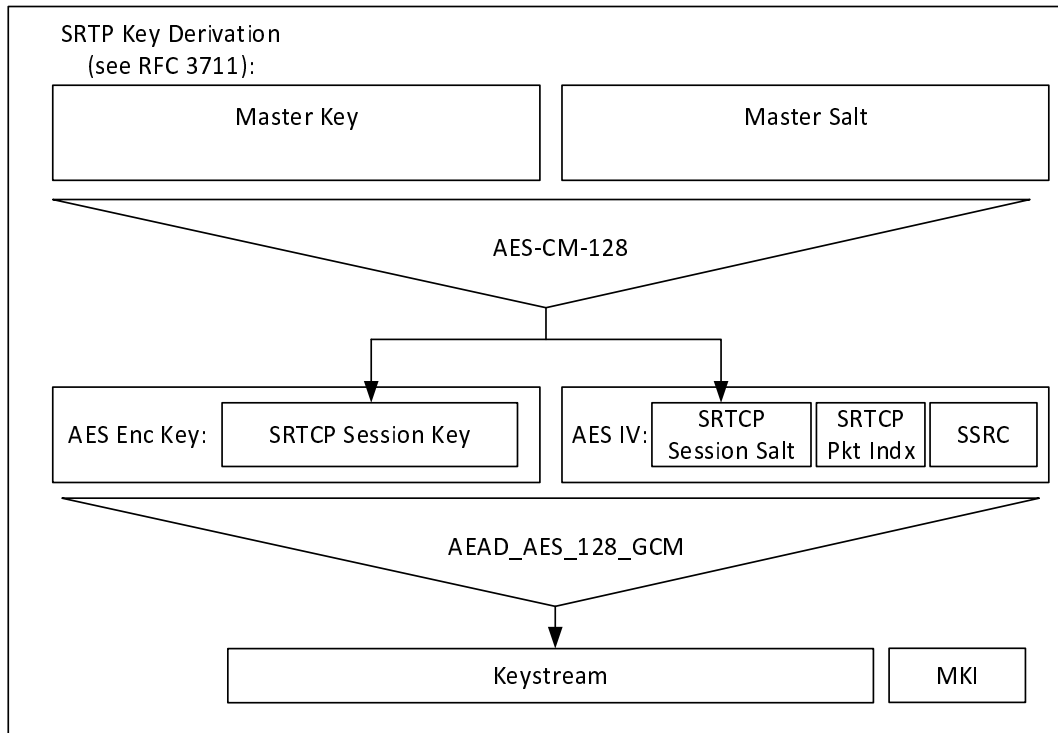 SRTP Key Derivation
(see RFC 3711):
Master Key
Master Salt
AES-CM-128
AES Enc Key:
SRTCP Session Key
AES IV:
SRTCP
Session Salt
SRTCP
Pkt Indx
SSRC
AEAD_AES_128_GCM
Keystream
MKI